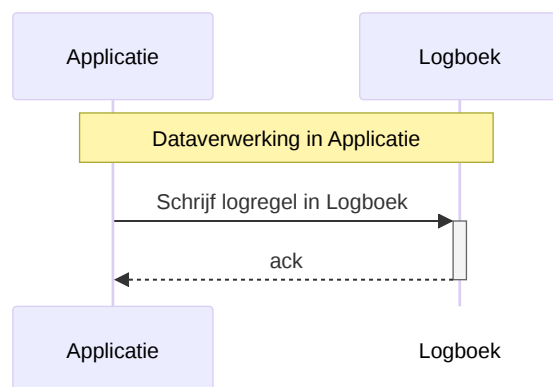 Applicatie
Logboek
Dataverwerking in Applicatie
Schrijf logregel in Logboek
ack
Applicatie
Logboek